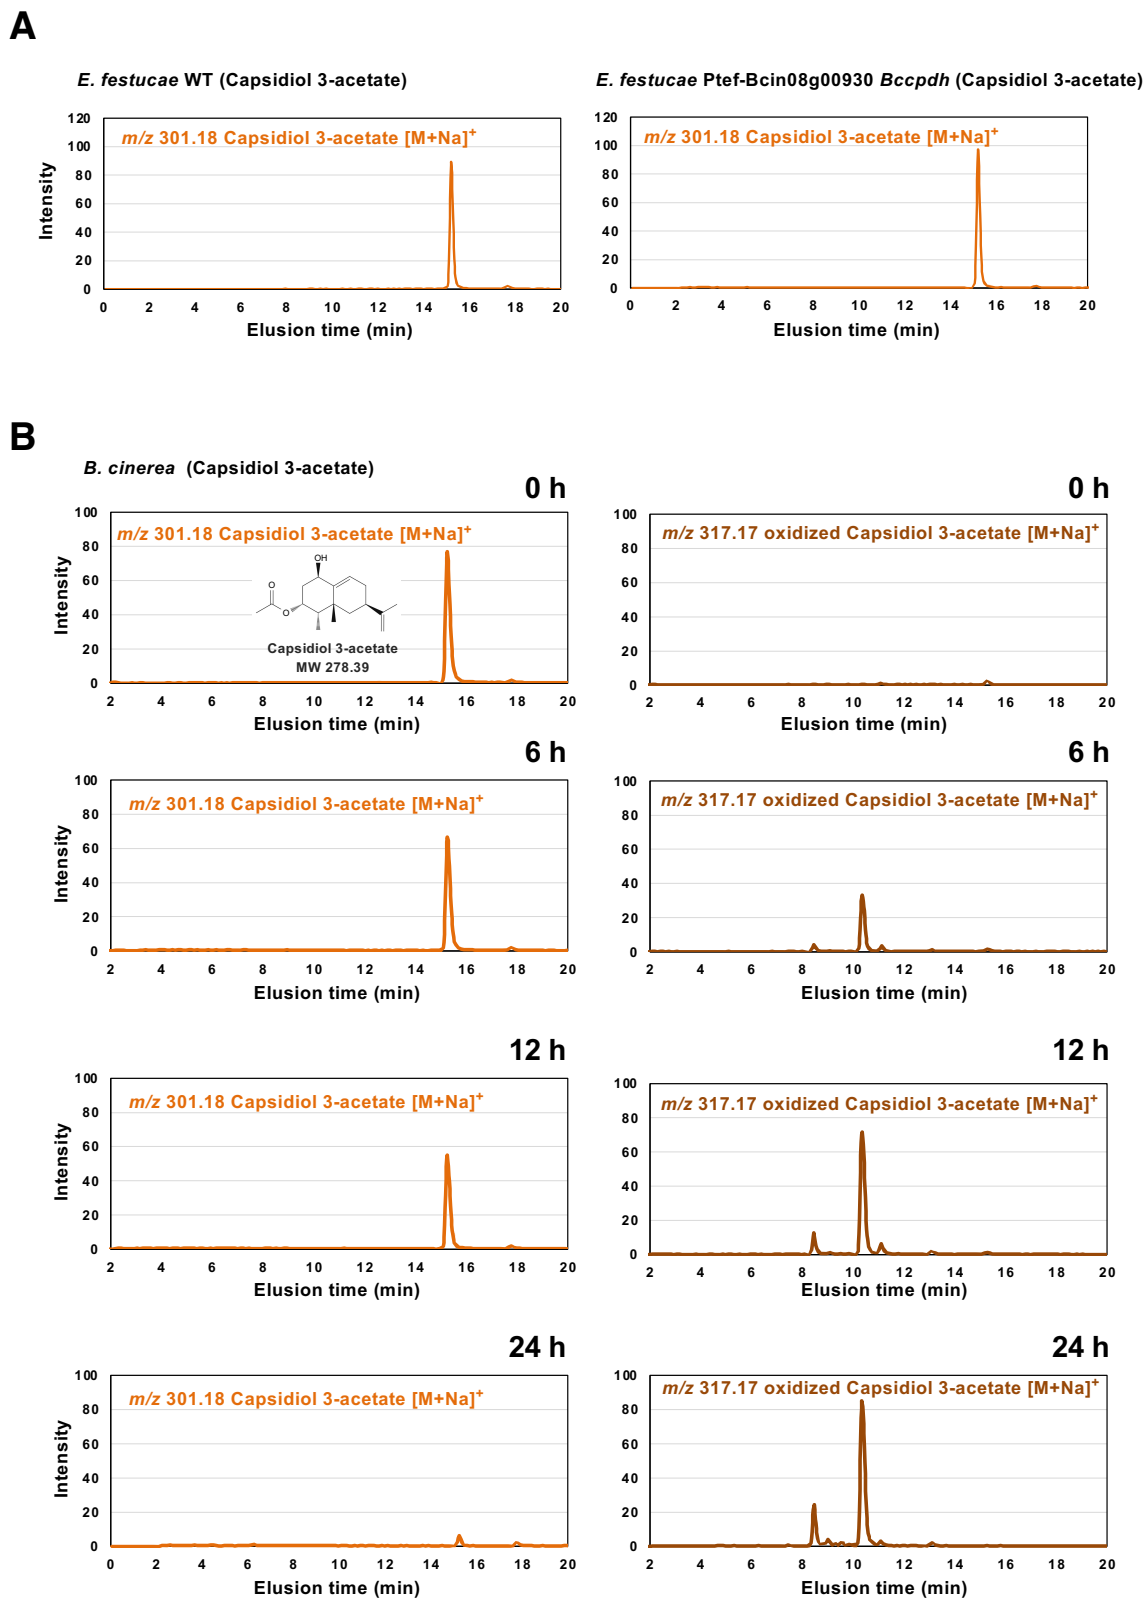 A
E. festucae WT (Capsidiol 3-acetate)
E. festucae Ptef-Bcin08g00930 Bccpdh (Capsidiol 3-acetate)
m/z 301.18 Capsidiol 3-acetate [M+Na]+
Intensity
120
100
80
60
40
20
0
0 2 4 6 8 10 12 14 16 18 20
Elusion time (min)
m/z 301.18 Capsidiol 3-acetate [M+Na]+
120
100
80
60
40
20
0
0 2 4 6 8 10 12 14 16 18 20
Elusion time (min)
B
B. cinerea (Capsidiol 3-acetate)
0 h
m/z 301.18 Capsidiol 3-acetate [M+Na]+
OH
O
O
Capsidiol 3-acetate
MW 278.39
Intensity
100
80
60
40
20
0
2 4 6 8 10 12 14 16 18 20
Elusion time (min)
0 h
m/z 317.17 oxidized Capsidiol 3-acetate [M+Na]+
100
80
60
40
20
0
2 4 6 8 10 12 14 16 18 20
Elusion time (min)
6 h
m/z 301.18 Capsidiol 3-acetate [M+Na]+
Intensity
100
80
60
40
20
0
2 4 6 8 10 12 14 16 18 20
Elusion time (min)
6 h
m/z 317.17 oxidized Capsidiol 3-acetate [M+Na]+
100
80
60
40
20
0
2 4 6 8 10 12 14 16 18 20
Elusion time (min)
12 h
m/z 301.18 Capsidiol 3-acetate [M+Na]+
Intensity
100
80
60
40
20
0
2 4 6 8 10 12 14 16 18 20
Elusion time (min)
12 h
m/z 317.17 oxidized Capsidiol 3-acetate [M+Na]+
100
80
60
40
20
0
2 4 6 8 10 12 14 16 18 20
Elusion time (min)
24 h
m/z 301.18 Capsidiol 3-acetate [M+Na]+
Intensity
100
80
60
40
20
0
0 2 4 6 8 10 12 14 16 18 20
Elusion time (min)
24 h
m/z 317.17 oxidized Capsidiol 3-acetate [M+Na]+
100
80
60
40
20
0
2 4 6 8 10 12 14 16 18 20
Elusion time (min)